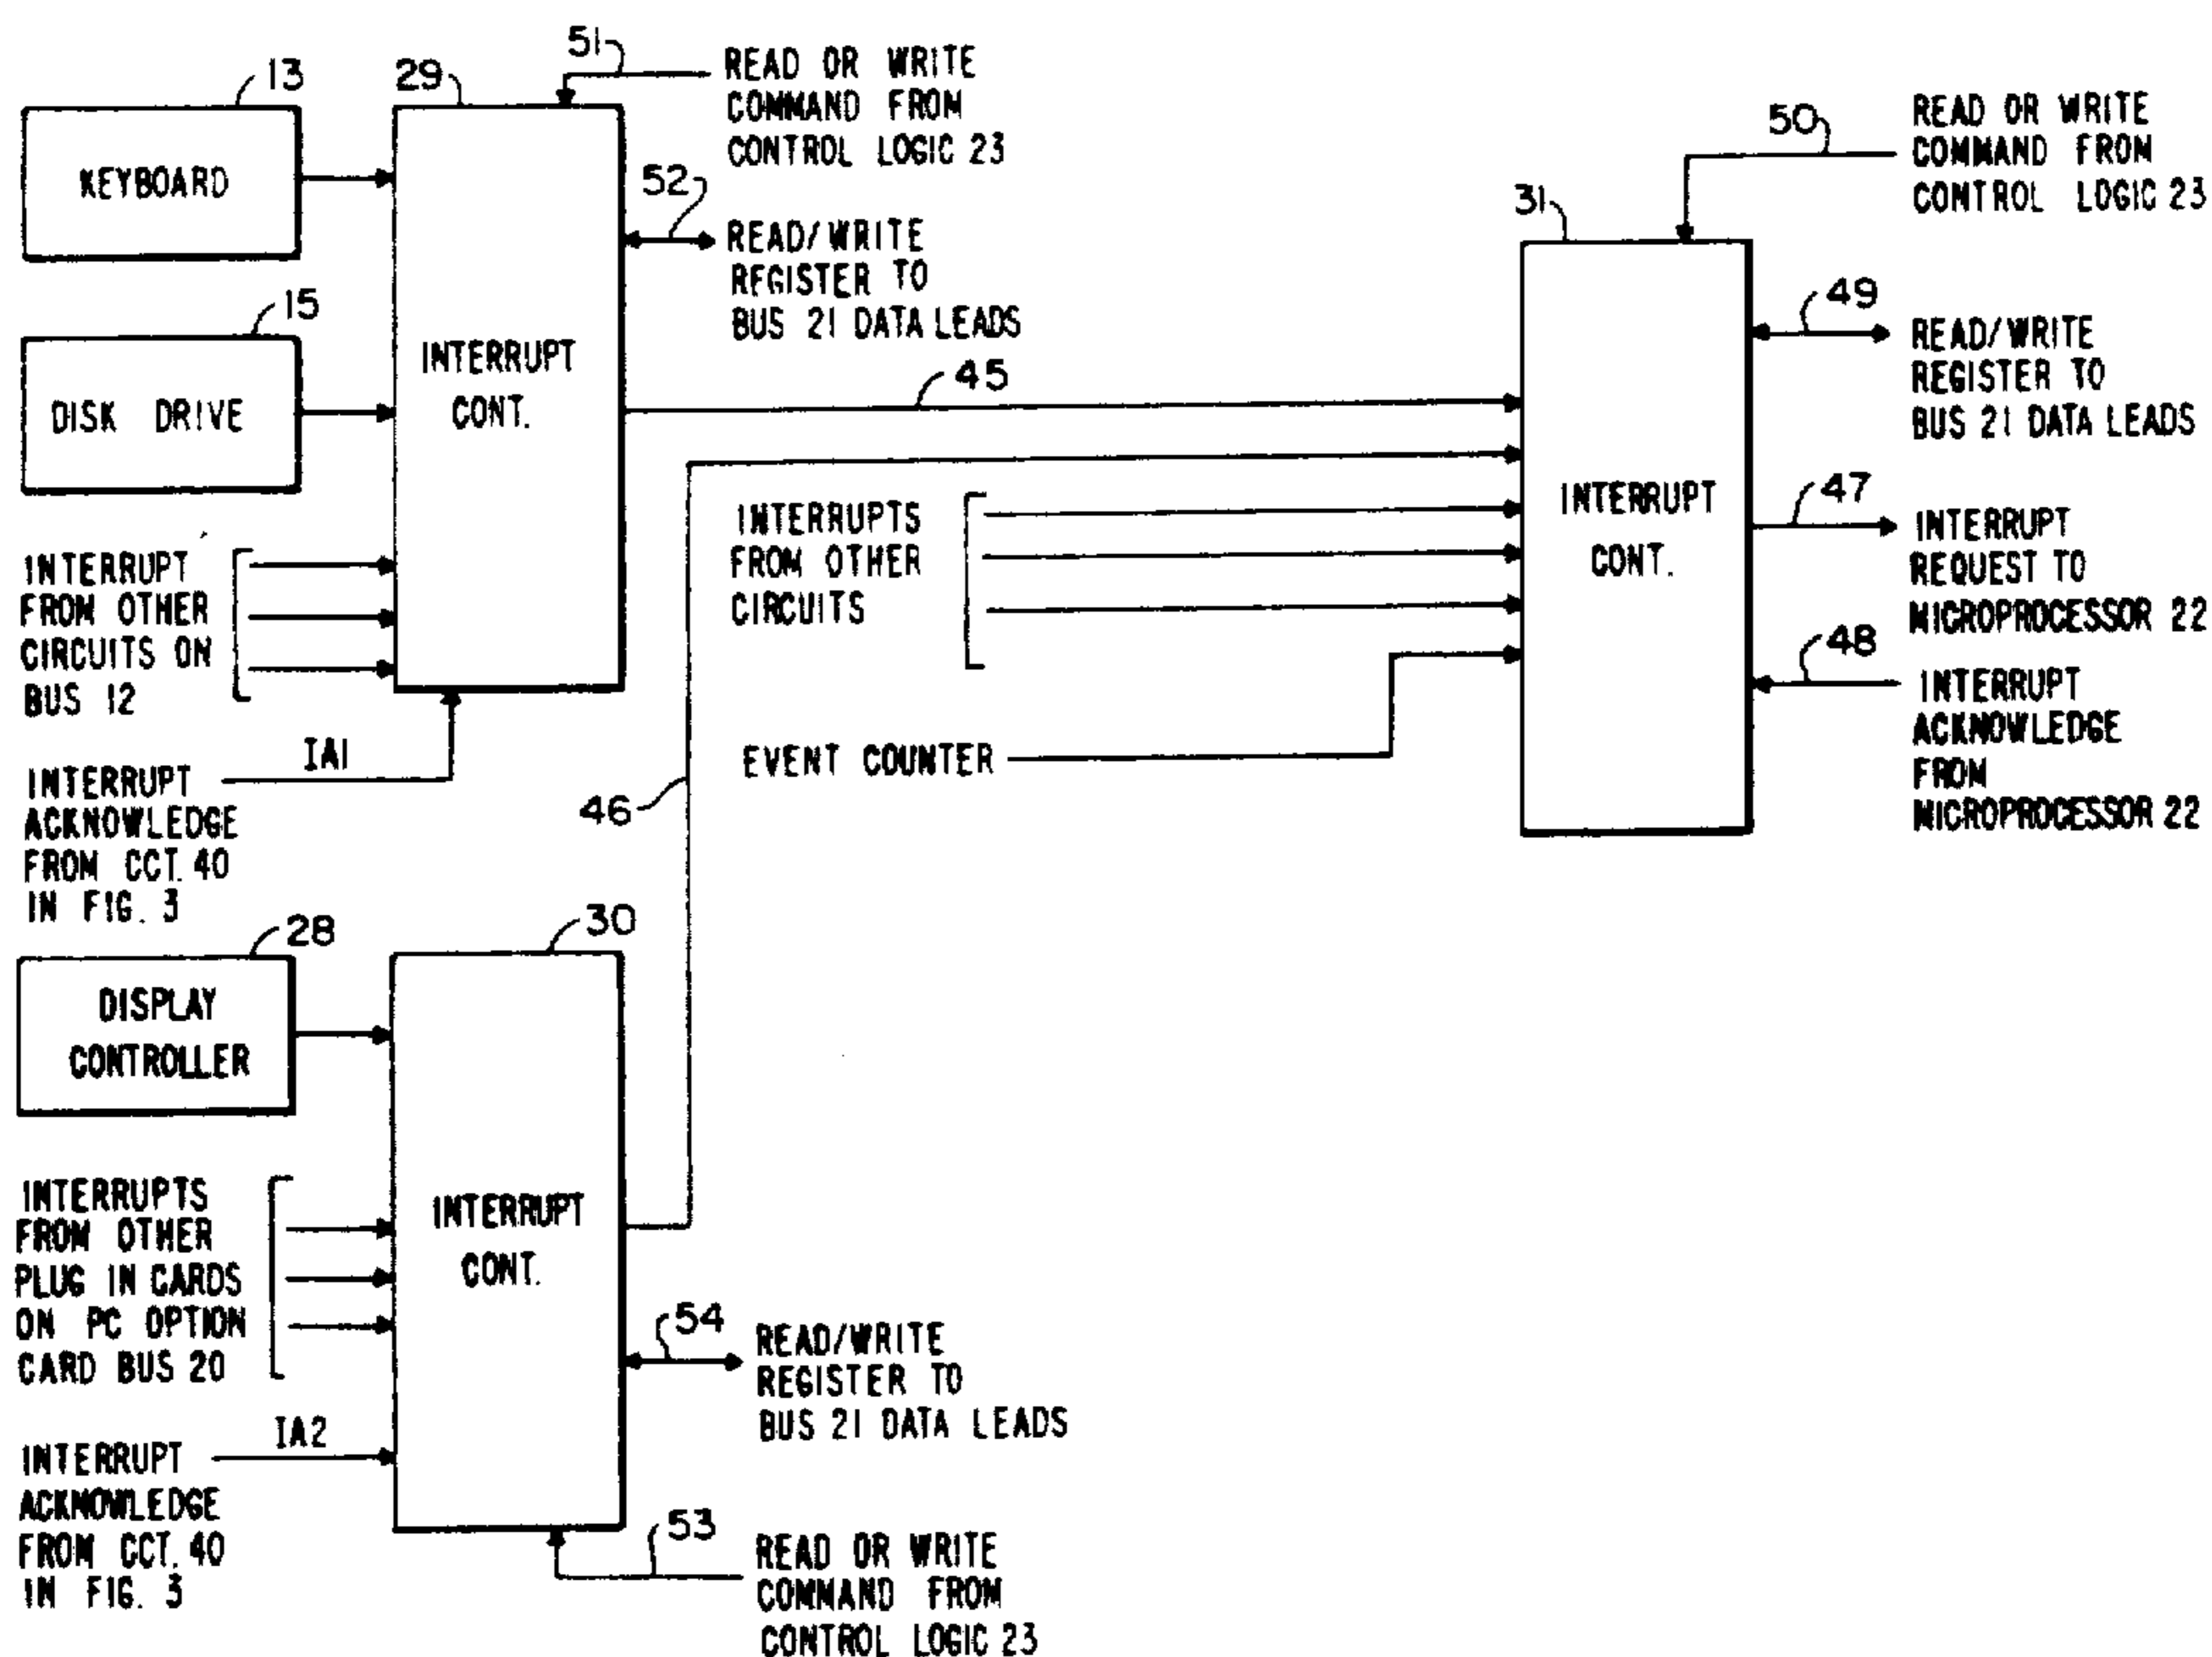 13
KEYBOARD
15
DISK DRIVE
INTERRUPT
FROM OTHER
CIRCUITS ON
BUS 12
IA1
INTERRUPT
ACKNOWLEDGE
FROM CCT. 40
IN FIG. 3
29
INTERRUPT
CONT.
51
READ OR WRITE
COMMAND FROM
CONTROL LOGIC 23
52
READ/WRITE
REGISTER TO
BUS 21 DATA LEADS
45
46
INTERRUPTS
FROM OTHER
CIRCUITS
EVENT COUNTER
31
INTERRUPT
CONT.
50
READ OR WRITE
COMMAND FROM
CONTROL LOGIC 23
49
READ/WRITE
REGISTER TO
BUS 21 DATA LEADS
47
INTERRUPT
REQUEST TO
MICROPROCESSOR 22
48
INTERRUPT
ACKNOWLEDGE
FROM
MICROPROCESSOR 22
28
DISPLAY
CONTROLLER
INTERRUPTS
FROM OTHER
PLUG IN CARDS
ON PC OPTION
CARD BUS 20
IA2
INTERRUPT
ACKNOWLEDGE
FROM CCT. 40
IN FIG. 3
30
INTERRUPT
CONT.
54
READ/WRITE
REGISTER TO
BUS 21 DATA LEADS
53
READ OR WRITE
COMMAND FROM
CONTROL LOGIC 23